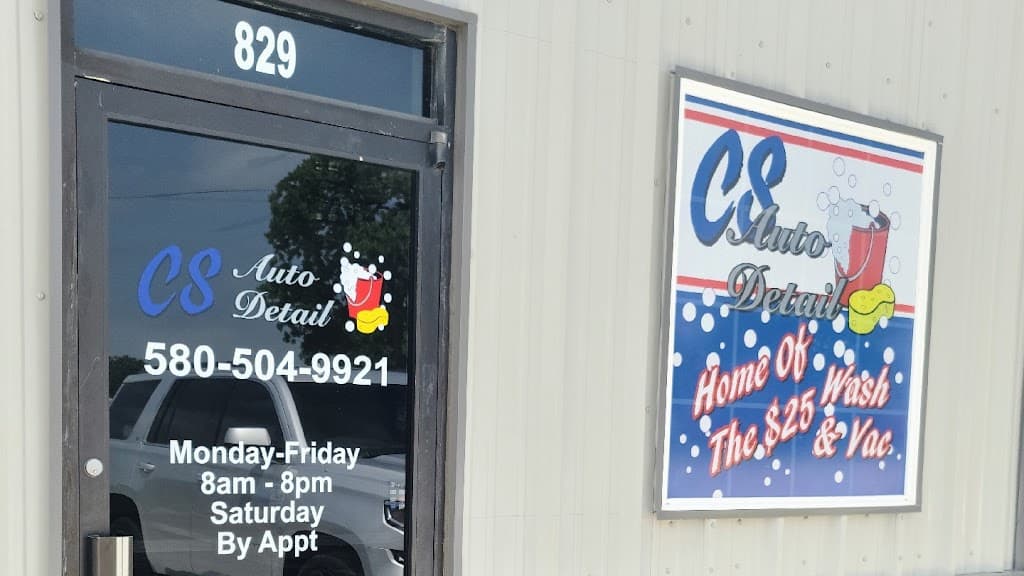 829
CS Auto
Detail
580-504-9921
Monday-Friday
8am - 8pm
Saturday
By Appt
CS
Auto
Detail
Home Of
The $25 Wash
& Vac